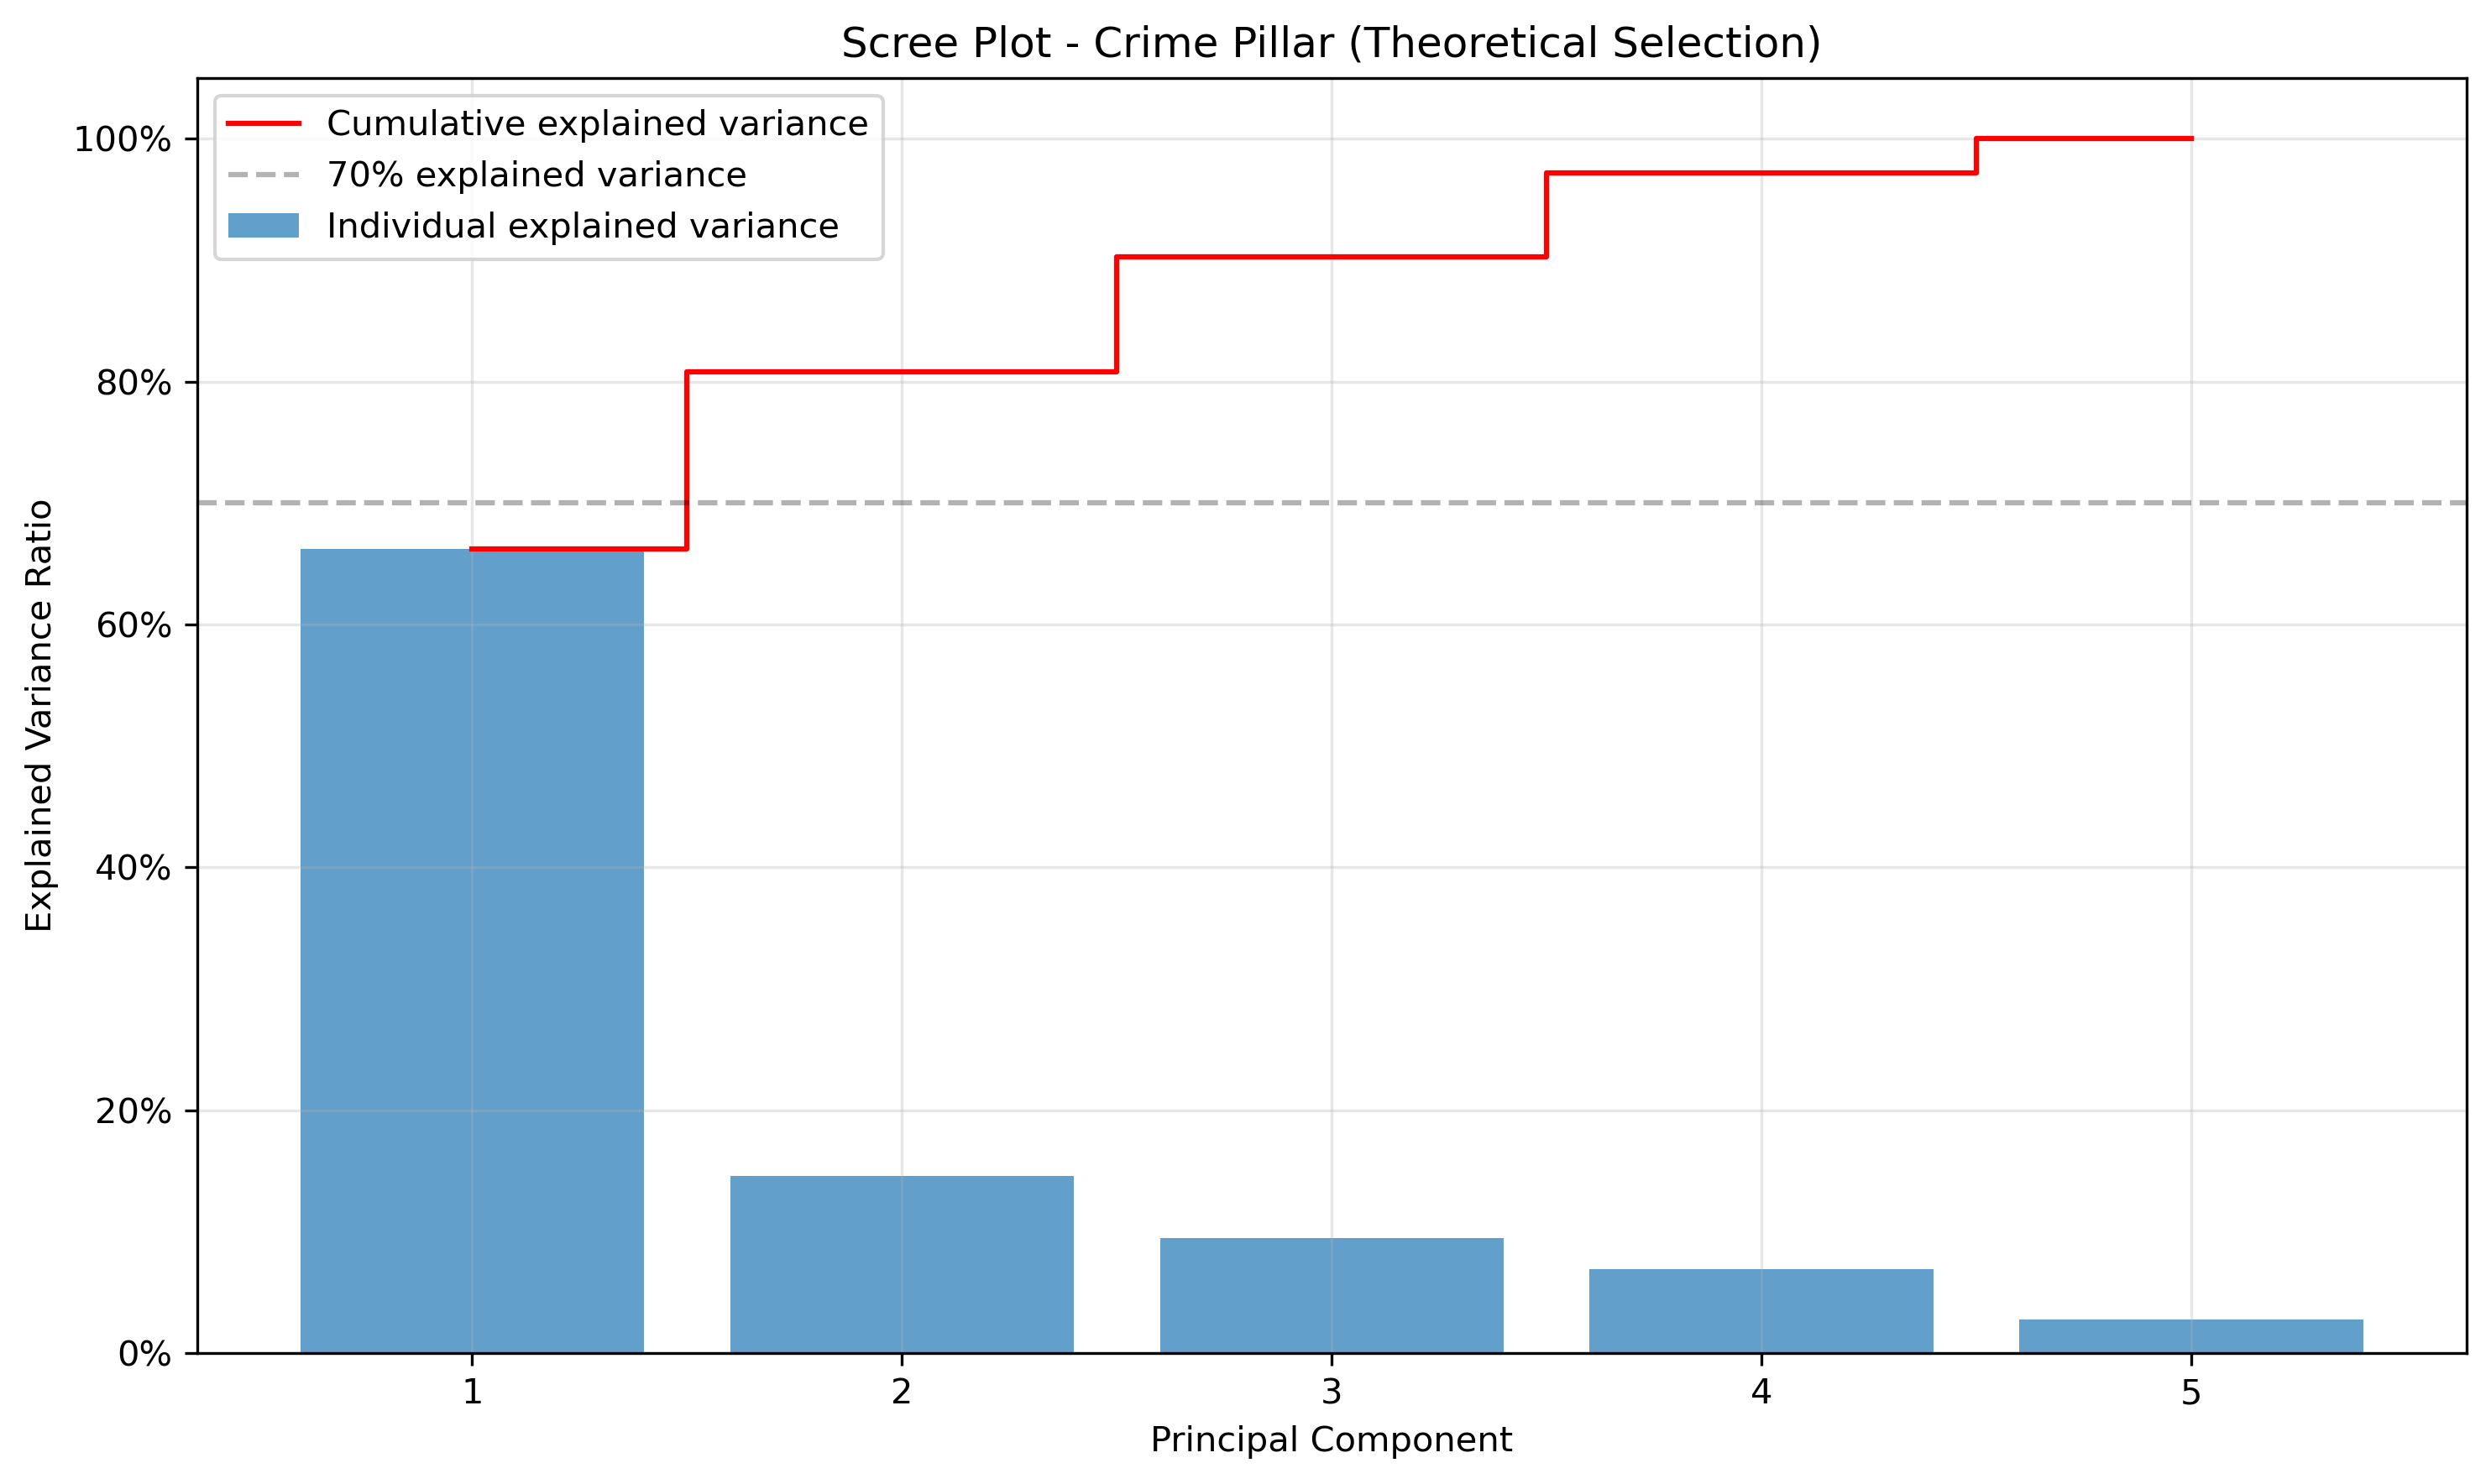 Scree Plot - Crime Pillar (Theoretical Selection)
Cumulative explained variance
70% explained variance
Individual explained variance
100%
80%
60%
40%
20%
0%
Explained Variance Ratio
1
2
3
4
5
Principal Component